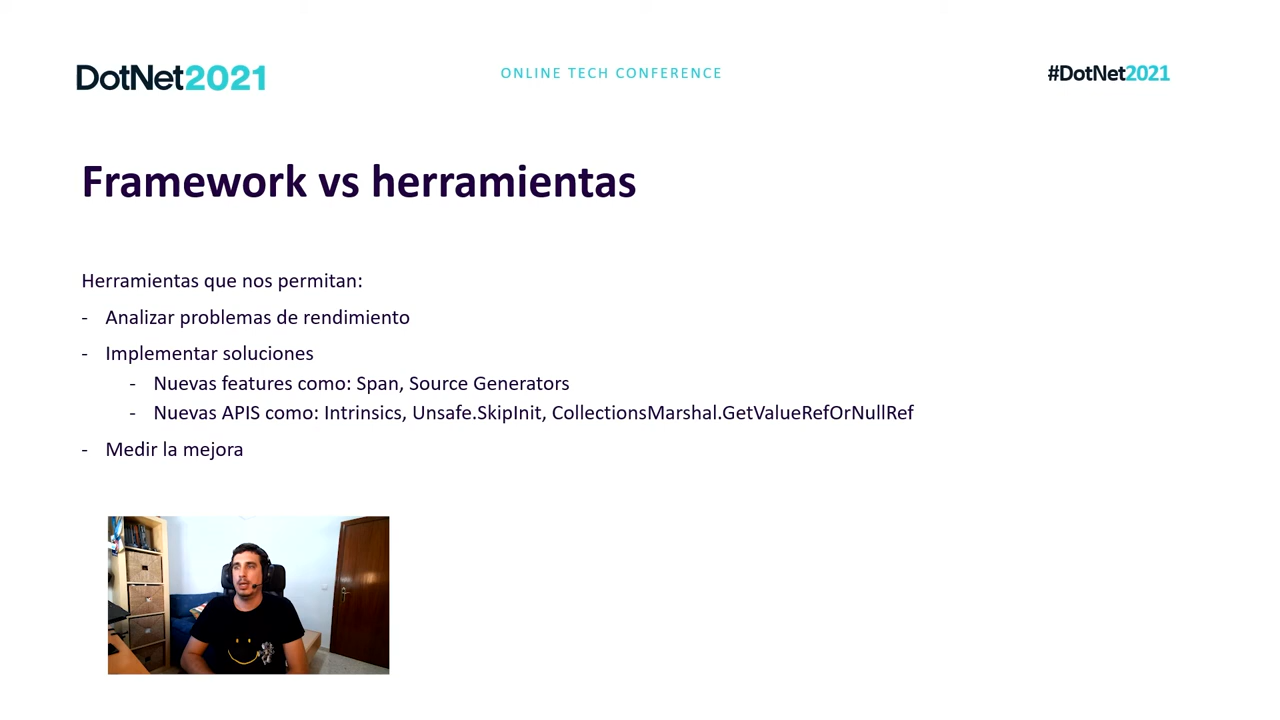 DotNet2021
ONLINE TECH CONFERENCE
#DotNet2021
Framework vs herramientas
Herramientas que nos permitan:
- Analizar problemas de rendimiento
- Implementar soluciones
- Nuevas features como: Span, Source Generators
- Nuevas APIS como: Intrinsics, Unsafe.SkipInit, CollectionsMarshal.GetValueRefOrNullRef
- Medir la mejora